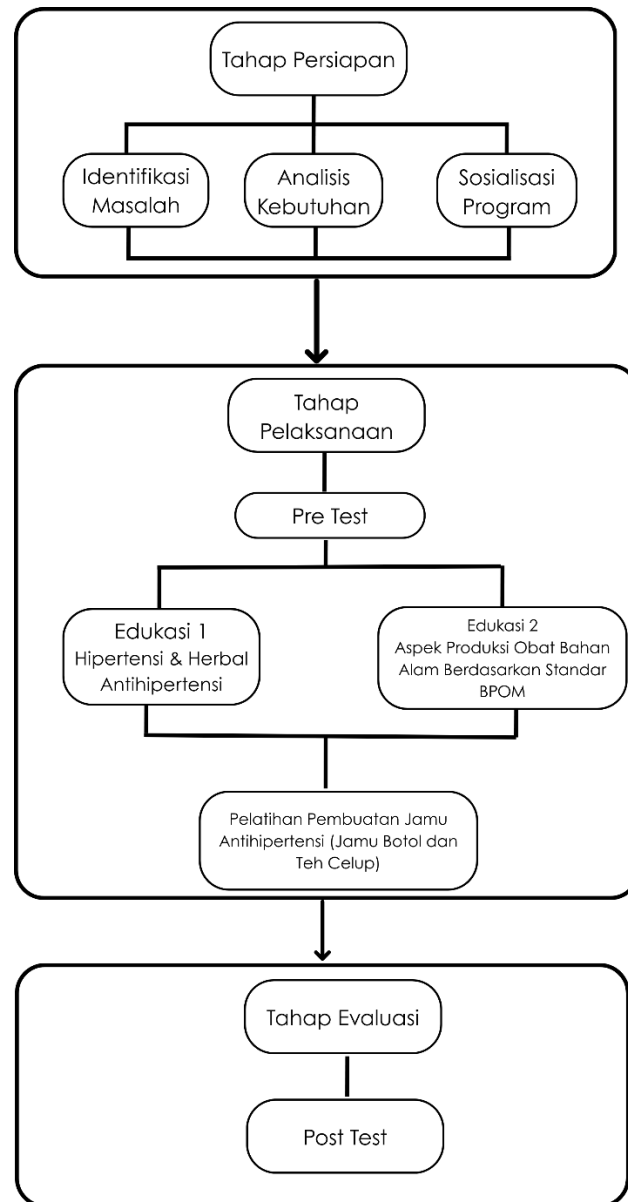 Tahap Persiapan
Identifikasi
Masalah
Analisis
Kebutuhan
Sosialisasi
Program
Tahap
Pelaksanaan
Pre Test
Edukasi 1
Hipertensi & Herbal
Antihipertensi
Edukasi 2
Aspek Produksi Obat Bahan
Alam Berdasarkan Standar
BPOM
Pelatihan Pembuatan Jamu
Antihipertensi (Jamu Botol dan
Teh Celup)
Tahap Evaluasi
Post Test